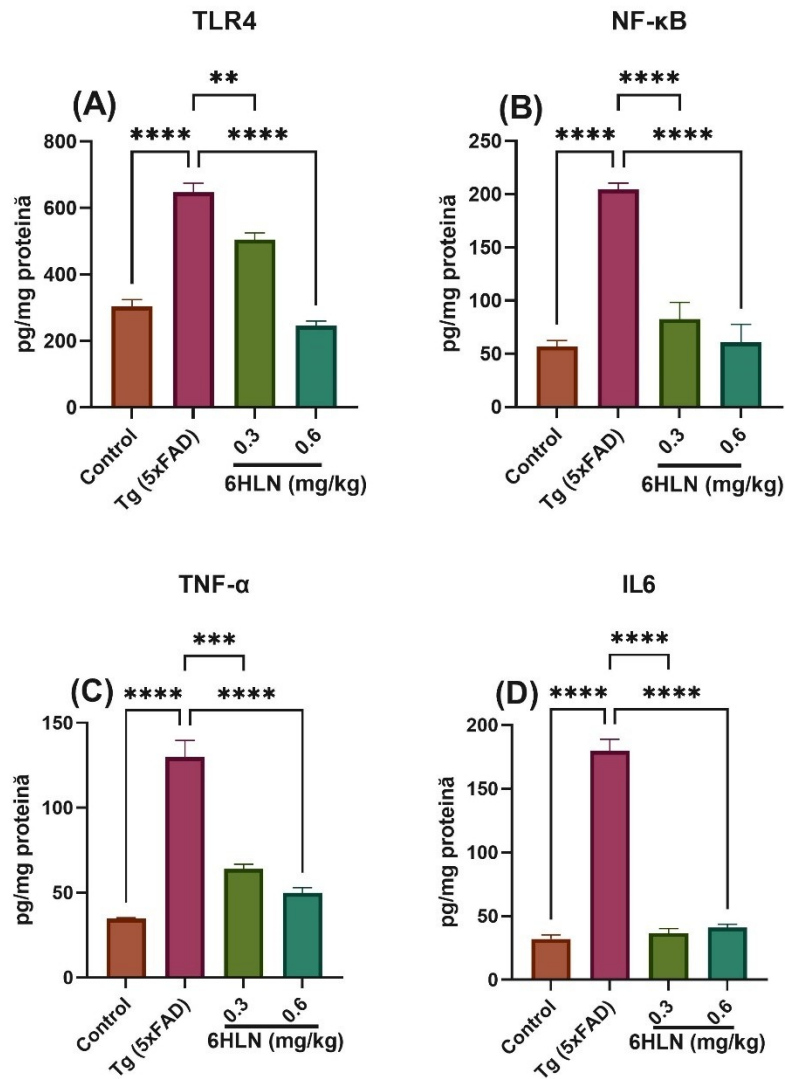 TLR4
(A)
**
****
****
pg/mg proteină
800
600
400
200
0
Control
Tg (5xFAD)
0.3
0.6
6HLN (mg/kg)
NF-κB
(B)
****
****
****
pg/mg proteină
250
200
150
100
50
0
Control
Tg (5xFAD)
0.3
0.6
6HLN (mg/kg)
TNF-α
(C)
***
****
****
pg/mg proteină
150
100
50
0
Control
Tg (5xFAD)
0.3
0.6
6HLN (mg/kg)
IL6
(D)
****
****
****
pg/mg proteină
200
150
100
50
0
Control
Tg (5xFAD)
0.3
0.6
6HLN (mg/kg)